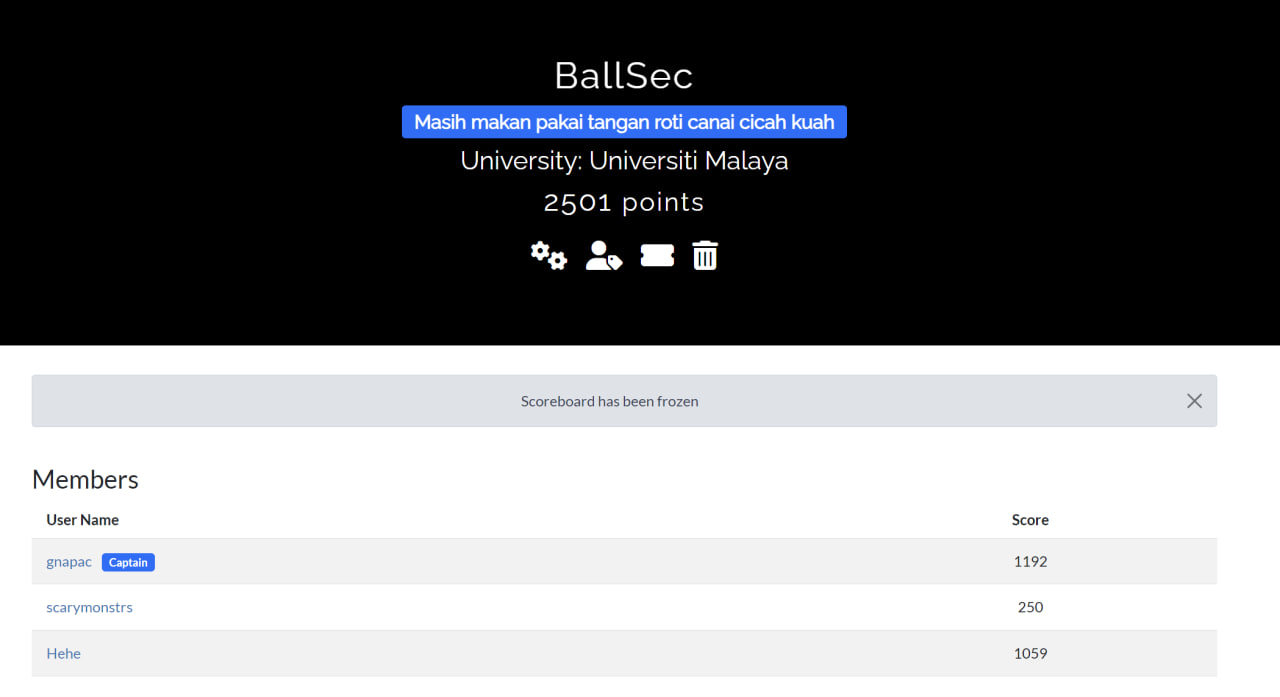 BallSec
Masih makan pakai tangan roti canai cicah kuah
University: Universiti Malaya
2501 points
Scoreboard has been frozen
Members
User Name Score
gnapac Captain 1192
scarymonstrs 250
Hehe 1059